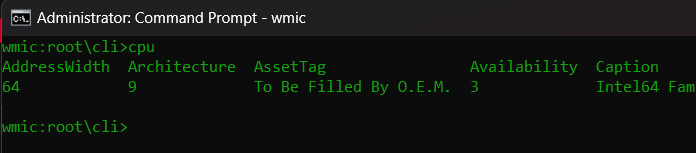 Administrator: Command Prompt - wmic
wmic:root\cli>cpu
AddressWidth  Architecture  AssetTag                Availability  Caption
64            9             To Be Filled By O.E.M.  3             Intel64 Fam
wmic:root\cli>